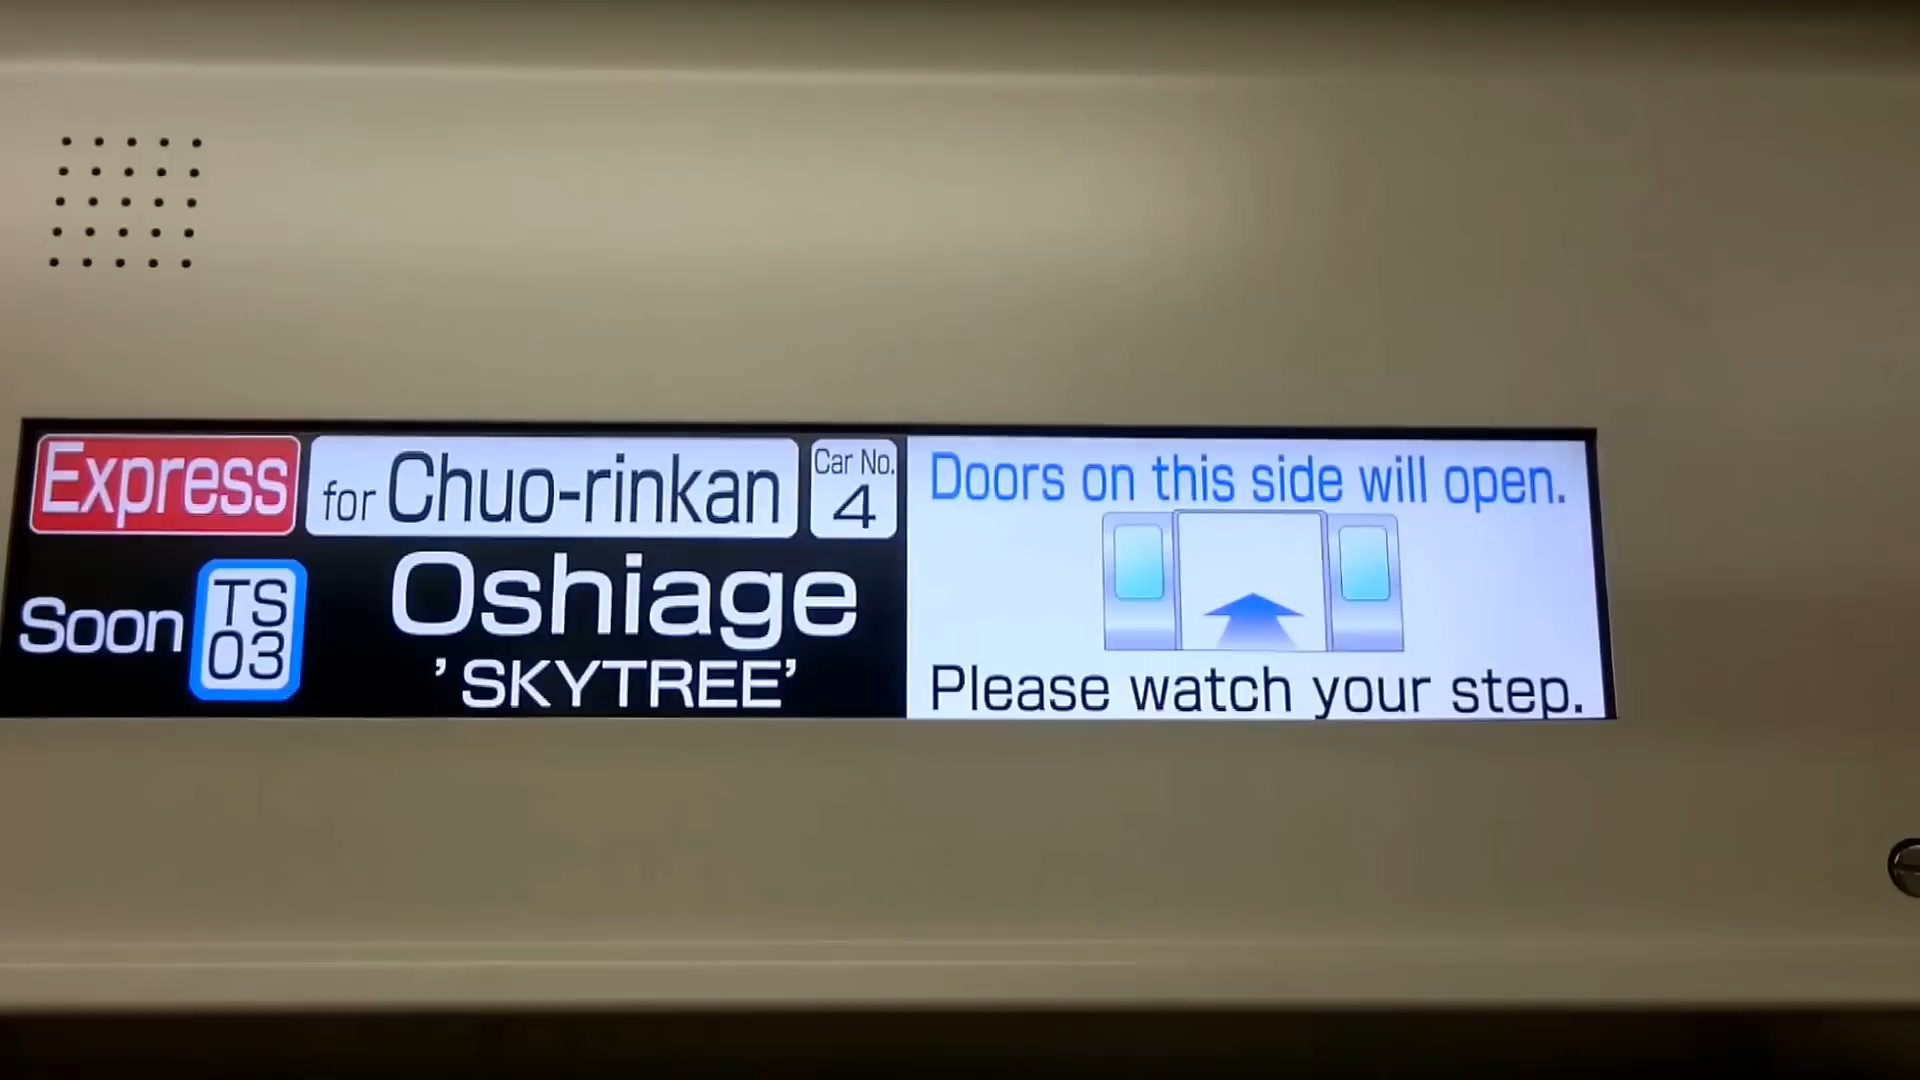 Express for Chuo-rinkan Car No. 4
Soon TS 03 Oshiage
'SKYTREE'
Doors on this side will open.
Please watch your step.